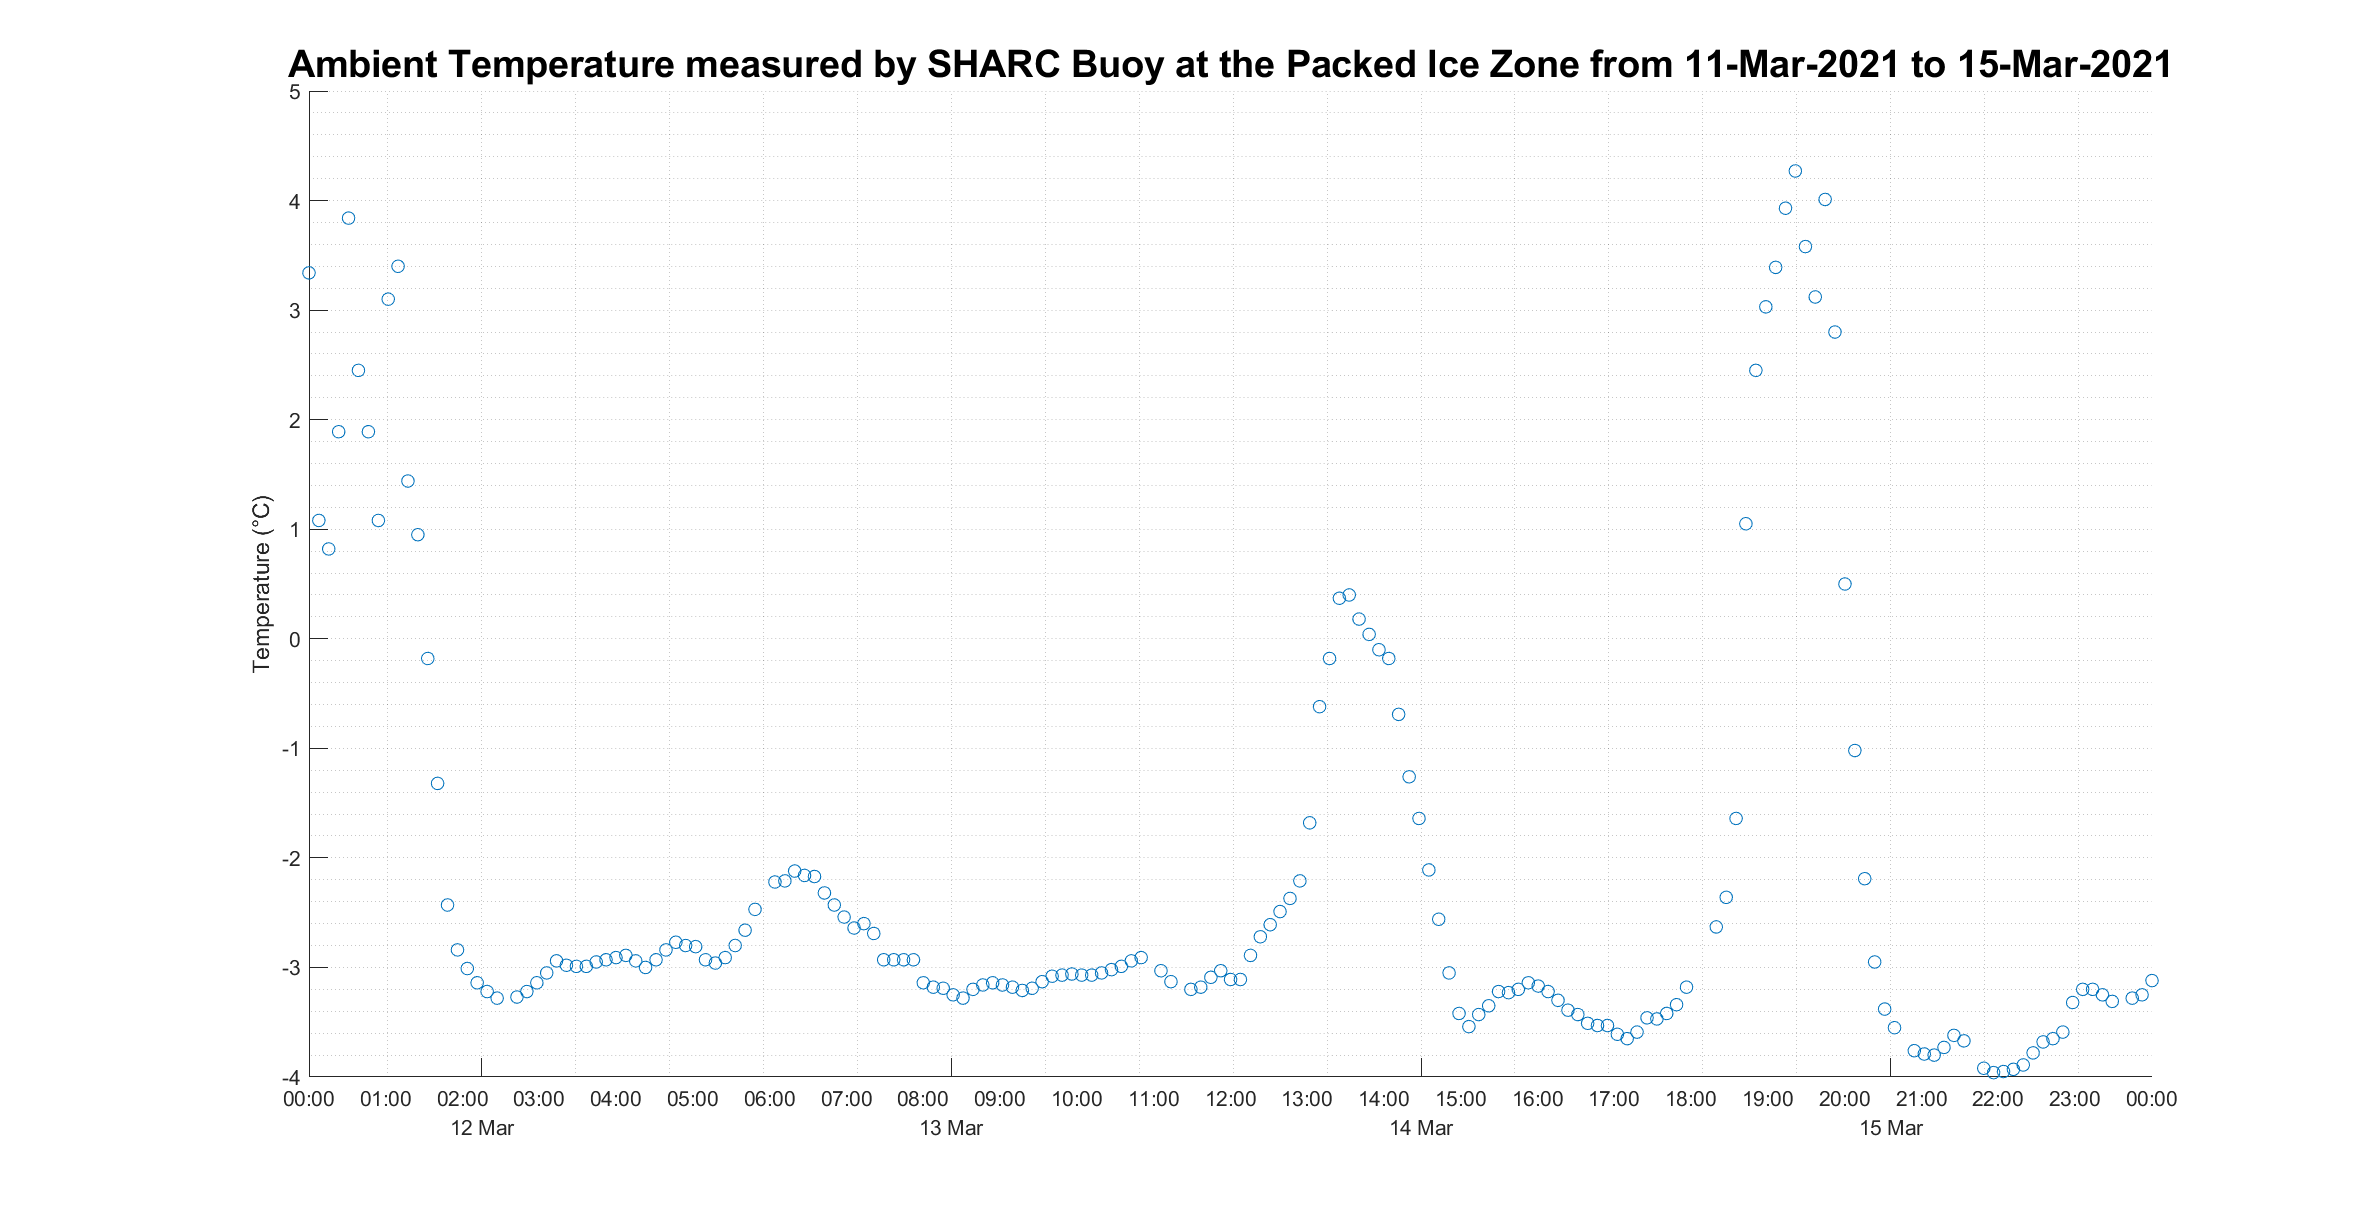 Ambient Temperature measured by SHARC Buoy at the Packed Ice Zone from 11-Mar-2021 to 15-Mar-2021
5
4
3
2
1
0
-1
-2
-3
-4
Temperature (°C)
00:00 01:00 02:00 03:00 04:00 05:00 06:00 07:00 08:00 09:00 10:00 11:00 12:00 13:00 14:00 15:00 16:00 17:00 18:00 19:00 20:00 21:00 22:00 23:00 00:00
12 Mar 13 Mar 14 Mar 15 Mar